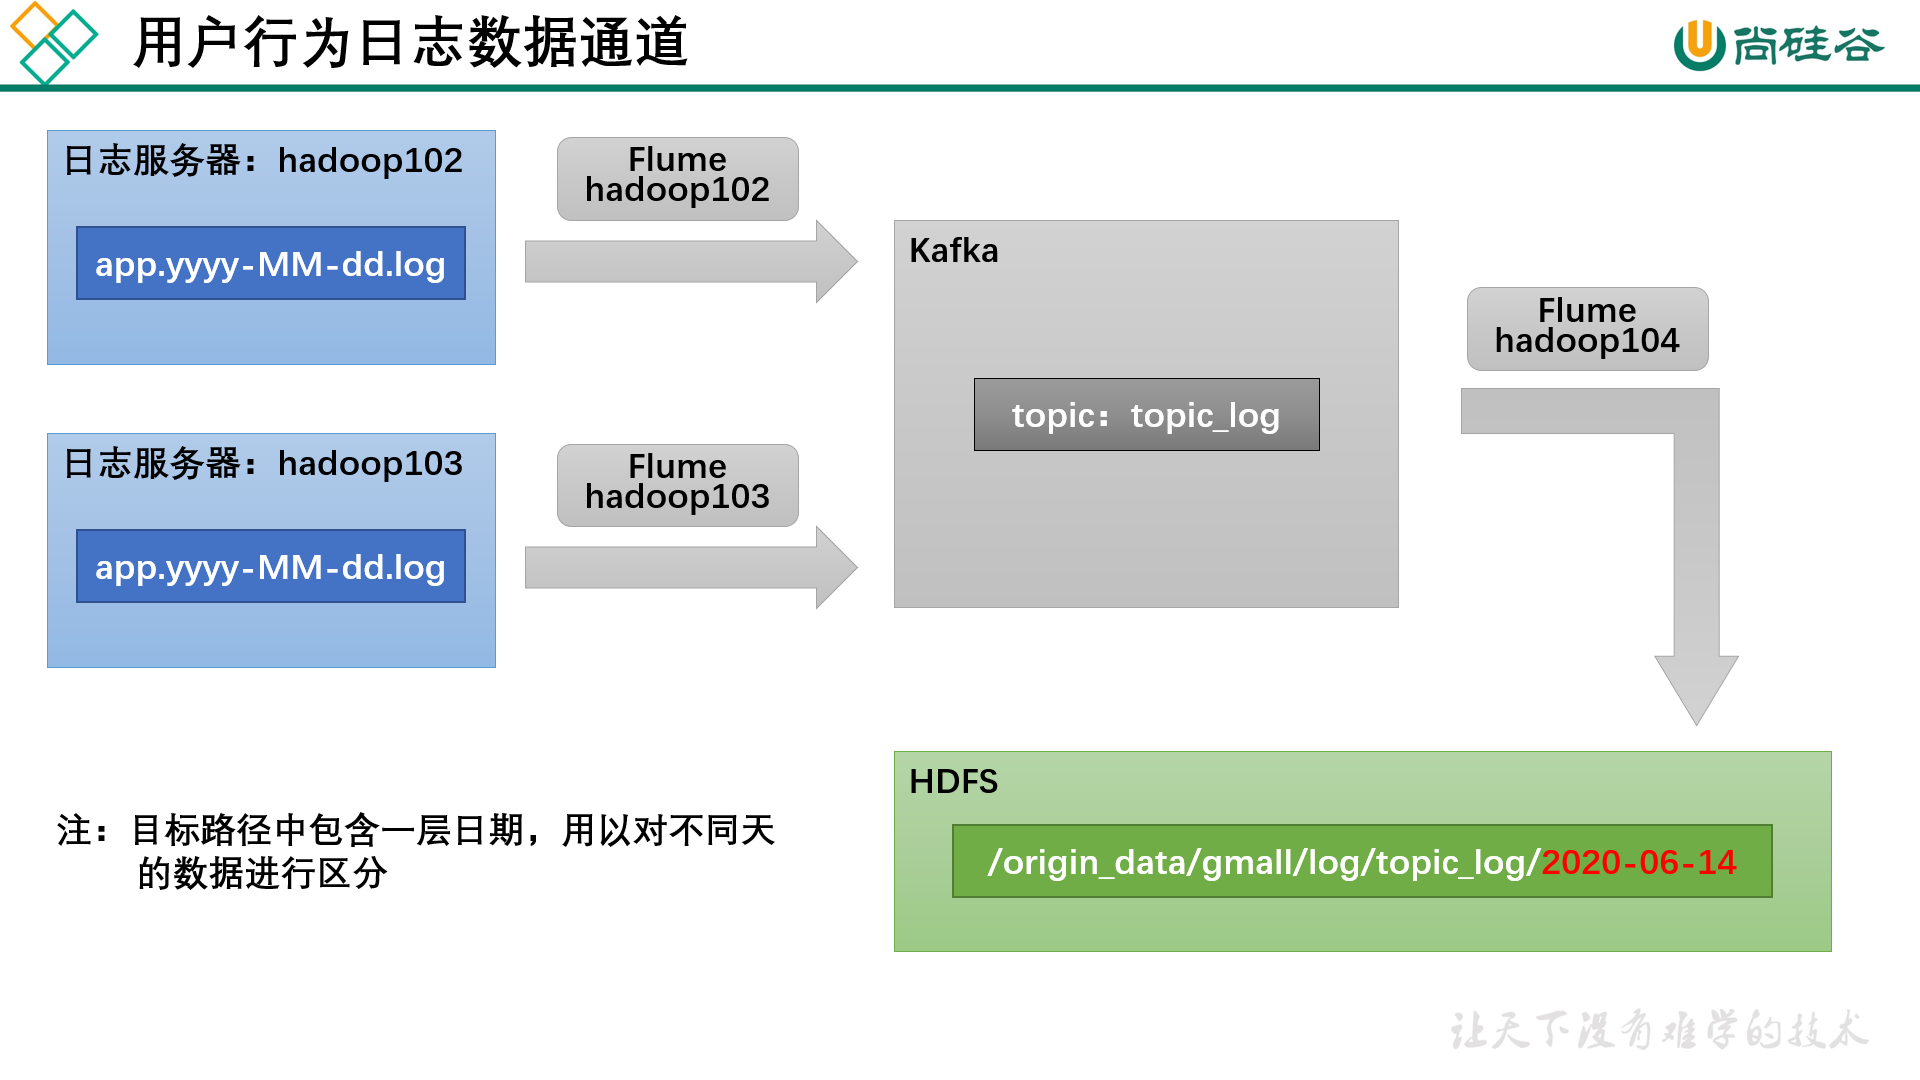 用户行为日志数据通道
尚硅谷
日志服务器：hadoop102
app.yyyy-MM-dd.log
Flume
hadoop102
日志服务器：hadoop103
app.yyyy-MM-dd.log
Flume
hadoop103
Kafka
topic：topic_log
Flume
hadoop104
HDFS
/origin_data/gmall/log/topic_log/2020-06-14
注：目标路径中包含一层日期，用以对不同天
的数据进行区分
让天下没有难学的技术